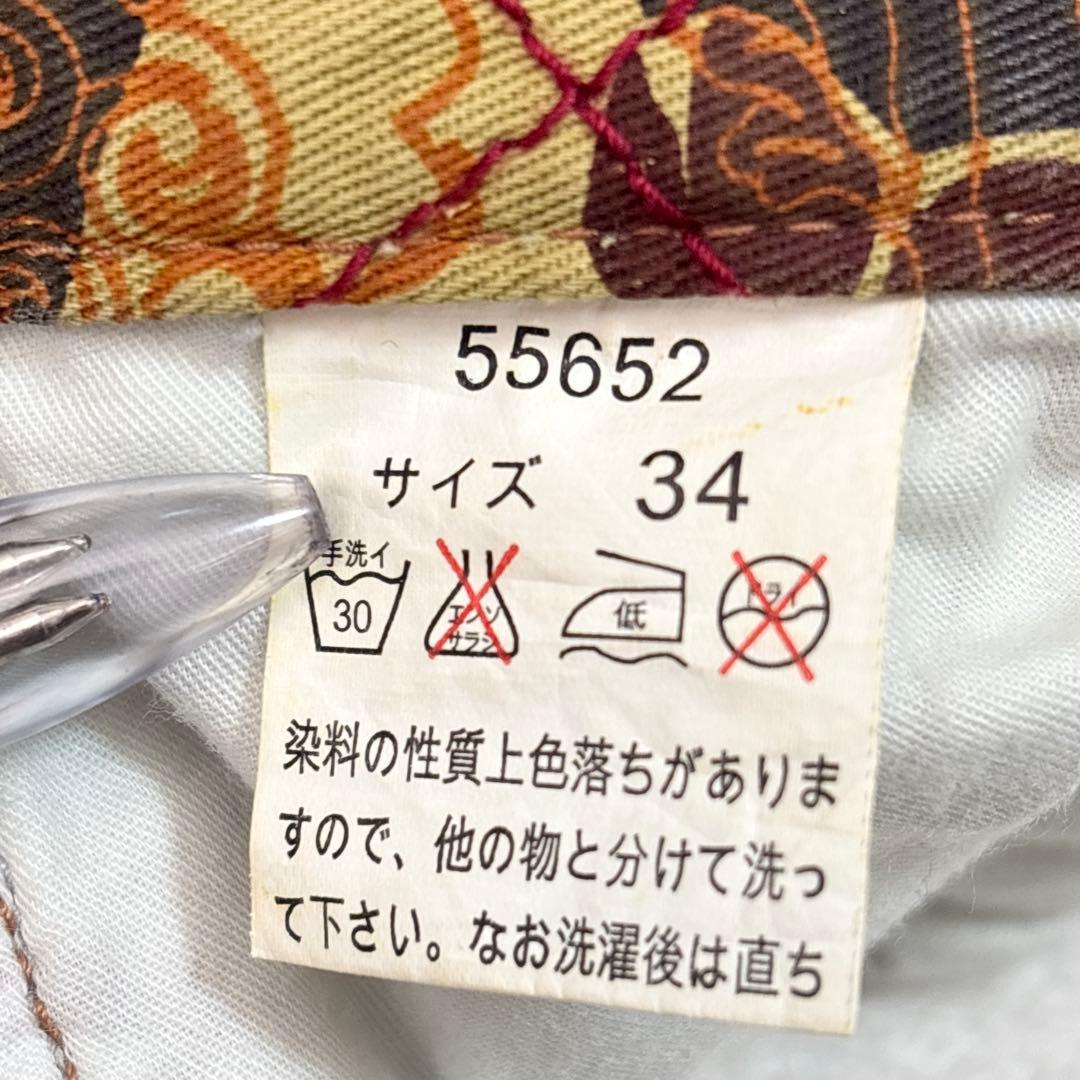 55652
サイズ 34
手洗イ
30
エンソ
サラシ
低
ドライ
染料の性質上色落ちがありま
すので、他の物と分けて洗っ
て下さい。なお洗濯後は直ち